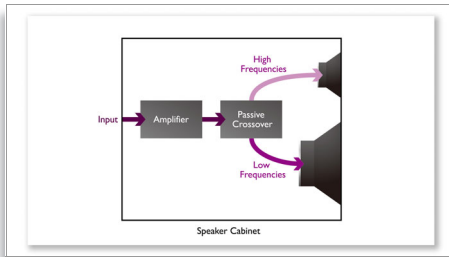 High
Frequencies
Input
Amplifier
Passive
Crossover
Low
Frequencies
Speaker Cabinet